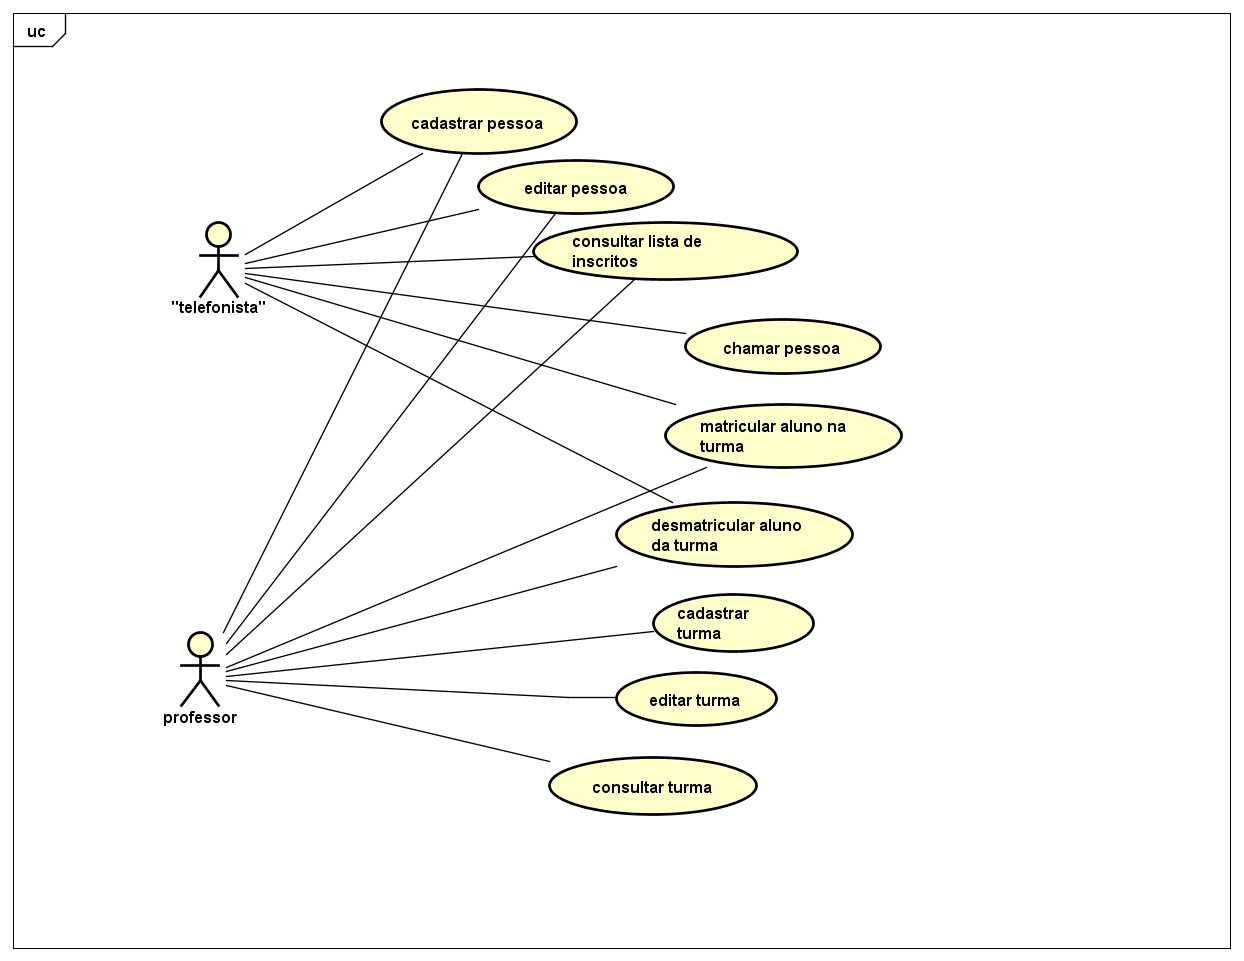 uc
cadastrar pessoa
editar pessoa
consultar lista de
inscritos
"telefonista"
chamar pessoa
matricular aluno na
turma
desmatricular aluno
da turma
cadastrar
turma
professor
editar turma
consultar turma